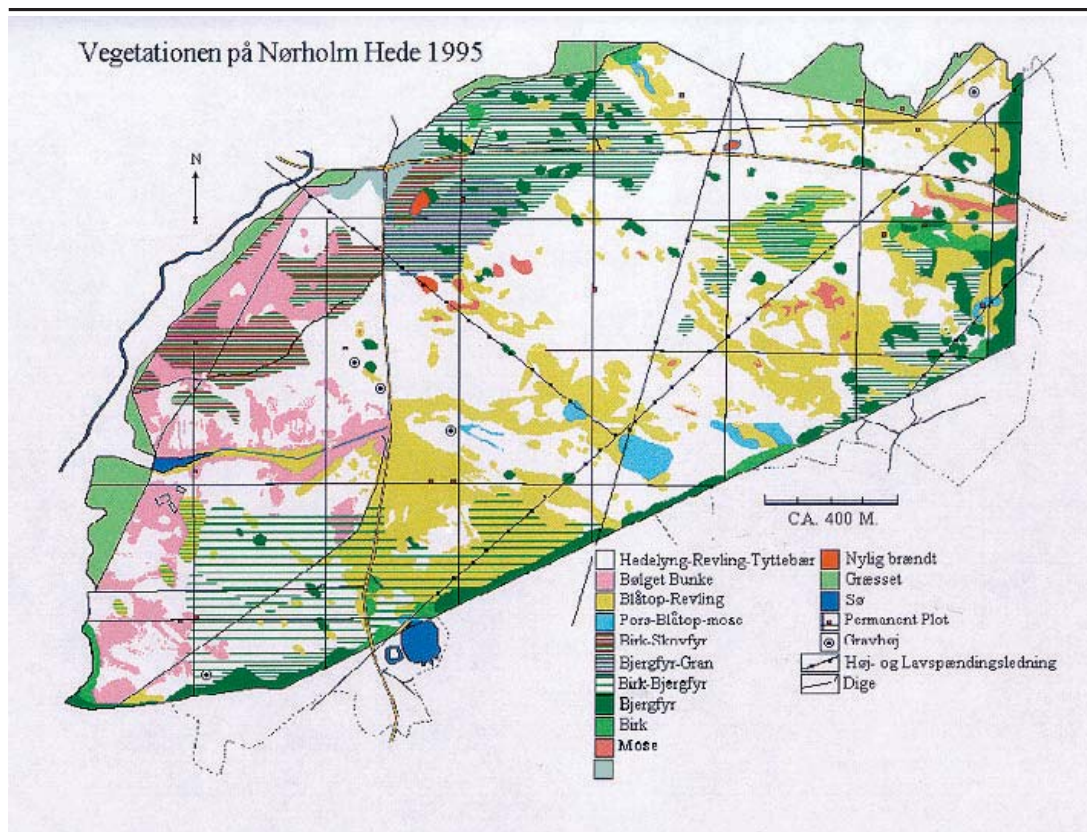 Vegetationen på Nørholm Hede 1995
N
CA. 400 M.
Hedelyng-Revling-Tyttebær
Bølget Bunke
Blåtop-Revling
Pors-Blåtop-mose
Birk-Skovfyr
Bjergfyr-Gran
Birk-Bjergfyr
Bjergfyr
Birk
Mose
Nylig brændt
Græsset
Sø
Permanent Plot
Gravhøj
Høj- og Lavspændingsledning
Dige